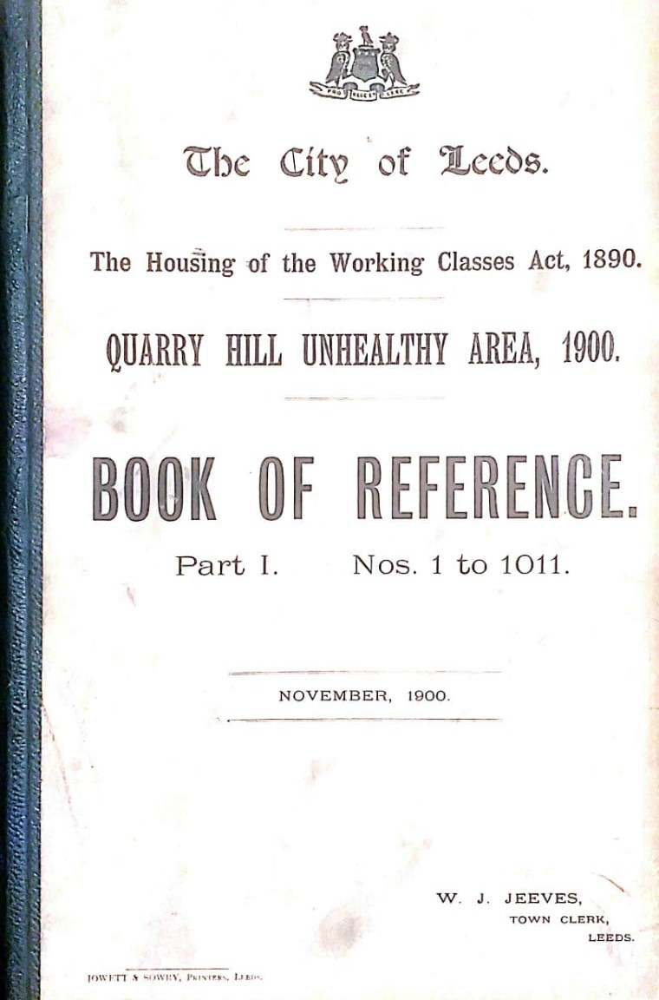 PRO REGE ET LEGE
The City of Leeds.
The Housing of the Working Classes Act, 1890.
QUARRY HILL UNHEALTHY AREA, 1900.
BOOK OF REFERENCE.
Part I. Nos. 1 to 1011.
NOVEMBER, 1900.
W. J. JEEVES,
TOWN CLERK,
LEEDS.
JOWETT & SOWRY, PRINTERS, LEEDS.